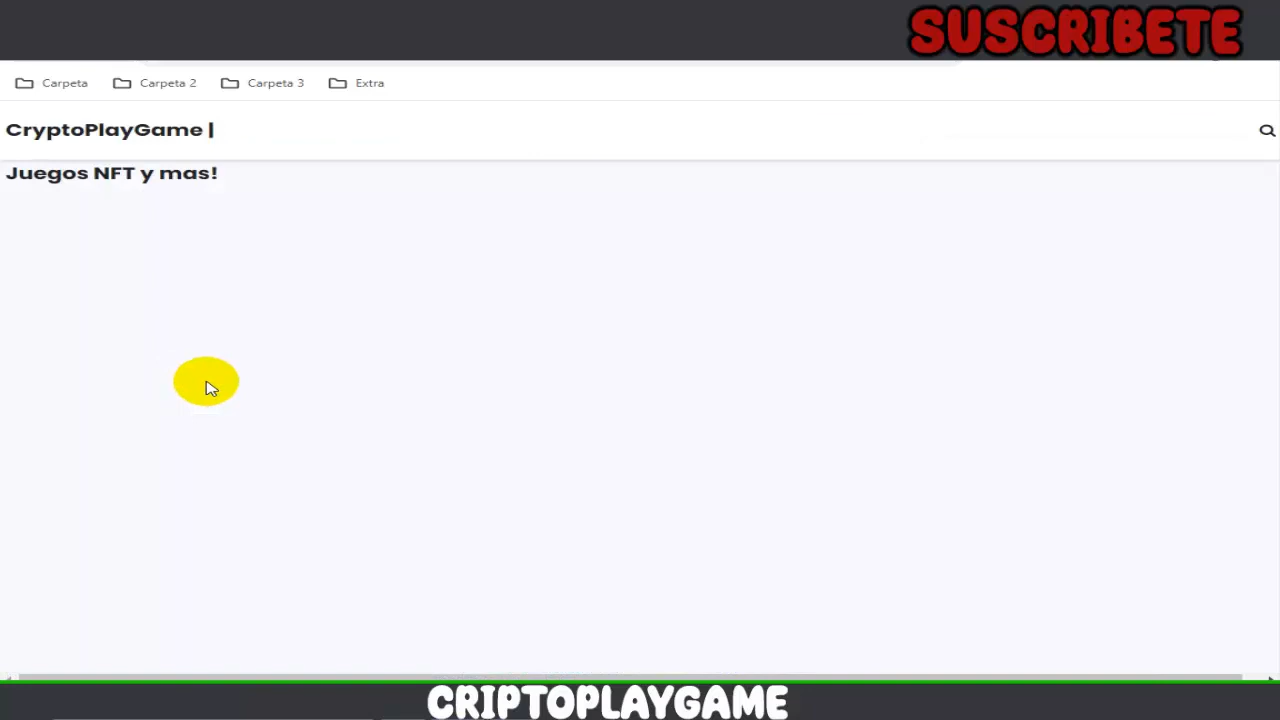 SUSCRIBETE
Carpeta Carpeta 2 Carpeta 3 Extra
CryptoPlayGame |
Juegos NFT y mas!
CRIPTOPLAYGAME